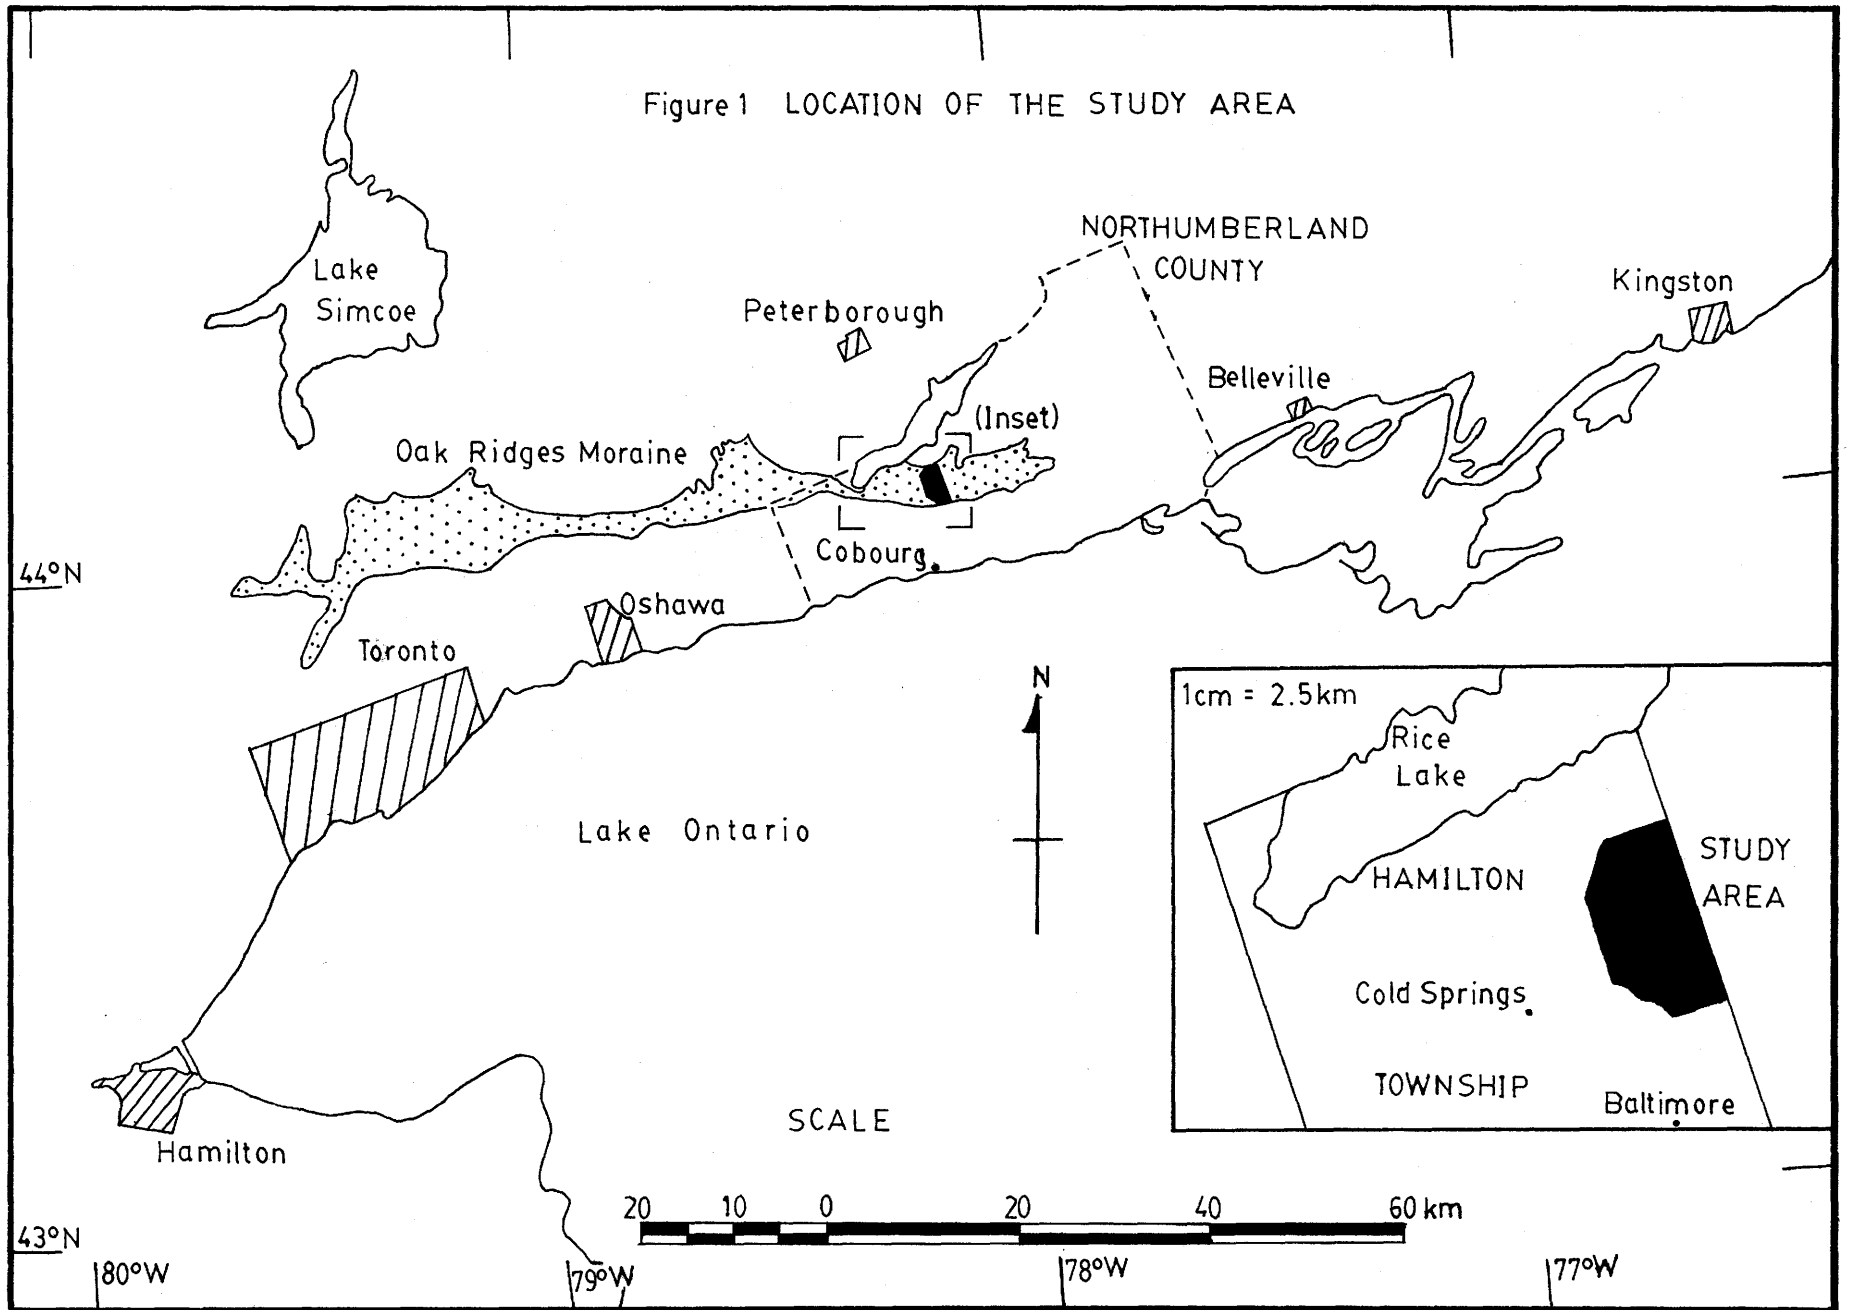 Figure 1 LOCATION OF THE STUDY AREA
NORTHUMBERLAND
COUNTY
Lake
Simcoe
Peterborough
Kingston
Belleville
(Inset)
Oak Ridges Moraine
Cobourg
44°N
Oshawa
Toronto
N
1cm = 2.5km
Rice
Lake
Lake Ontario
HAMILTON
STUDY
AREA
Cold Springs
TOWNSHIP
Baltimore
SCALE
Hamilton
20 10 0 20 40 60 km
43°N
80°W 79°W 78°W 77°W